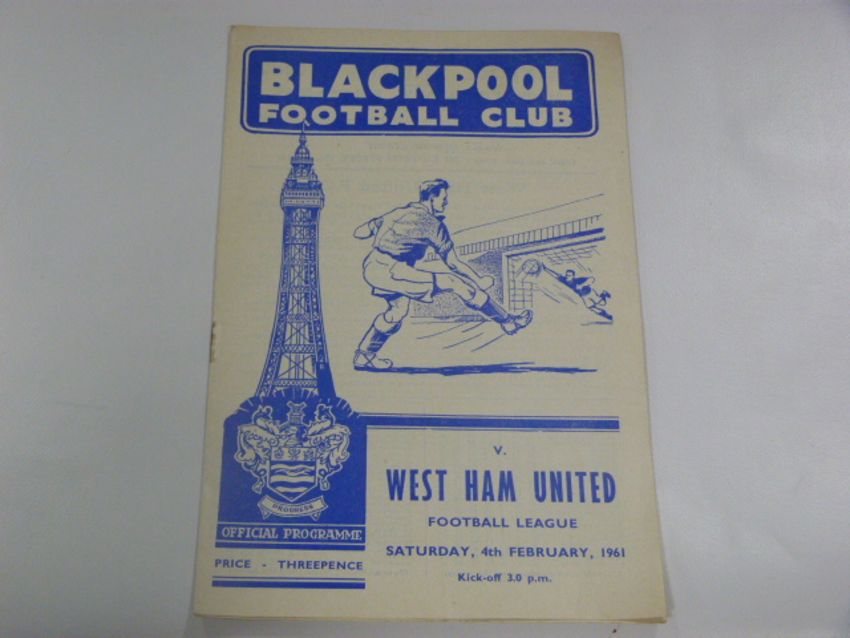 BLACKPOOL
FOOTBALL CLUB
V.
WEST HAM UNITED
FOOTBALL LEAGUE
SATURDAY, 4th FEBRUARY, 1961
Kick-off 3.0 p.m.
PROGRESS
OFFICIAL PROGRAMME
PRICE - THREEPENCE